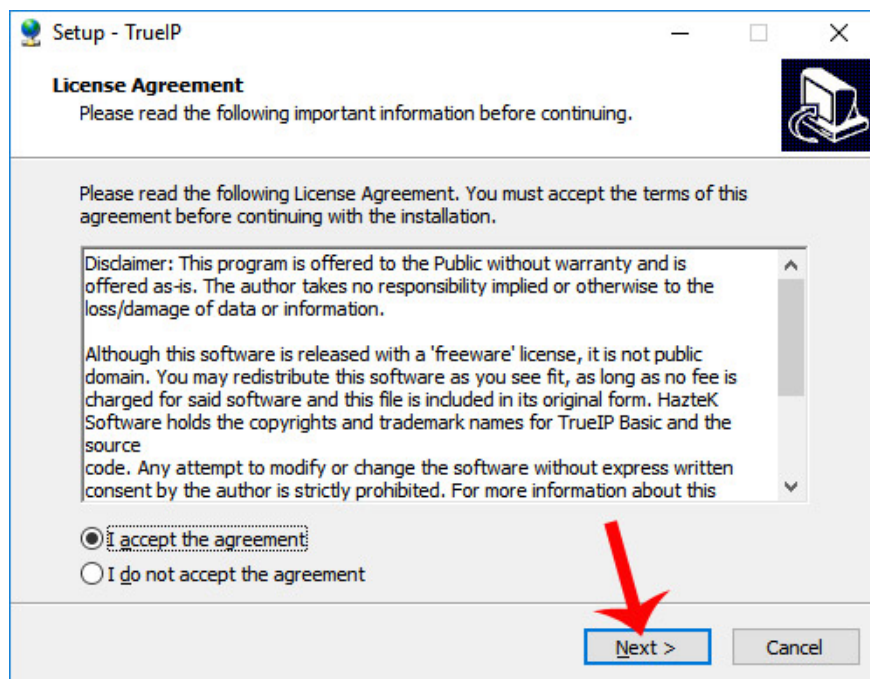 Setup - TrueIP
License Agreement
Please read the following important information before continuing.
Please read the following License Agreement. You must accept the terms of this
agreement before continuing with the installation.
Disclaimer: This program is offered to the Public without warranty and is
offered as-is. The author takes no responsibility implied or otherwise to the
loss/damage of data or information.
Although this software is released with a 'freeware' license, it is not public
domain. You may redistribute this software as you see fit, as long as no fee is
charged for said software and this file is included in its original form. HazteK
Software holds the copyrights and trademark names for TrueIP Basic and the
source
code. Any attempt to modify or change the software without express written
consent by the author is strictly prohibited. For more information about this
I accept the agreement
I do not accept the agreement
Next >
Cancel